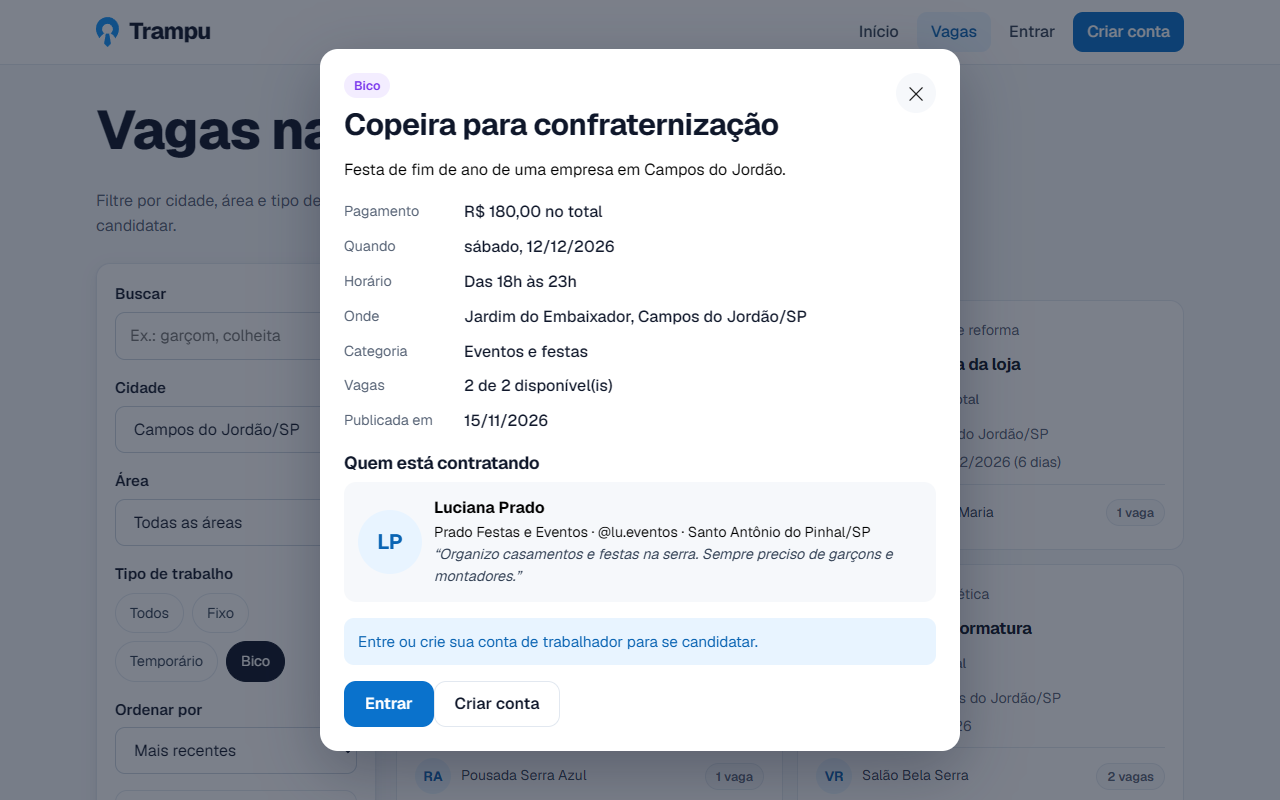 Trampu
Início
Vagas
Entrar
Criar conta
Vagas na
Filtre por cidade, área e tipo de
candidatar.
Buscar
Ex.: garçom, colheita
Cidade
Campos do Jordão/SP
Área
Todas as áreas
Tipo de trabalho
Todos
Fixo
Temporário
Bico
Ordenar por
Mais recentes
Bico
Copeira para confraternização
Festa de fim de ano de uma empresa em Campos do Jordão.
Pagamento R$ 180,00 no total
Quando sábado, 12/12/2026
Horário Das 18h às 23h
Onde Jardim do Embaixador, Campos do Jordão/SP
Categoria Eventos e festas
Vagas 2 de 2 disponível(is)
Publicada em 15/11/2026
Quem está contratando
LP
Luciana Prado
Prado Festas e Eventos · @lu.eventos · Santo Antônio do Pinhal/SP
“Organizo casamentos e festas na serra. Sempre preciso de garçons e
montadores.”
Entre ou crie sua conta de trabalhador para se candidatar.
Entrar
Criar conta
e reforma
da loja
do Jordão/SP
2/2026 (6 dias)
Maria
1 vaga
ormatura
do Jordão/SP
RA
Pousada Serra Azul
1 vaga
VR
Salão Bela Serra
2 vagas